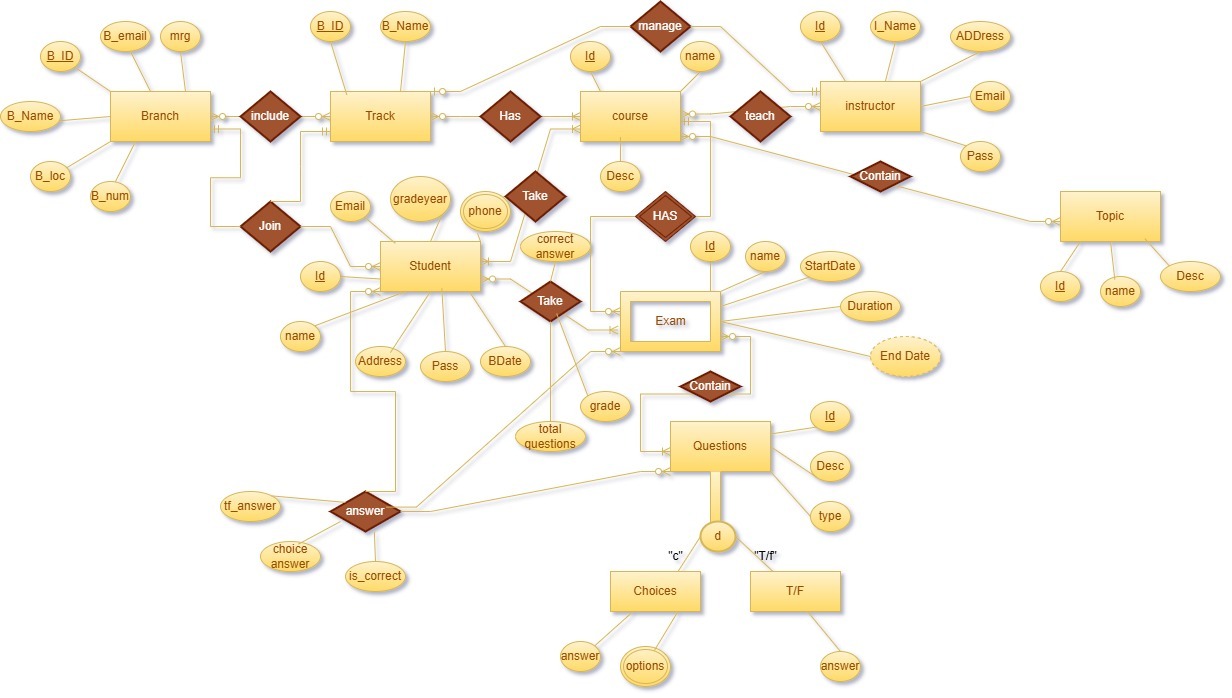 B_email
mrg
B_ID
B_Name
B_loc
B_num
Branch
include
B_ID
B_Name
Track
manage
Has
Id
name
course
Desc
teach
Id
I_Name
ADDress
Email
Pass
instructor
Contain
Topic
Id
name
Desc
Join
Take
HAS
Email
gradeyear
phone
Id
Student
name
Address
Pass
BDate
correct
answer
Take
total
questions
grade
Id
name
StartDate
Duration
End Date
Exam
Contain
Questions
Id
Desc
type
answer
tf_answer
choice
answer
is_correct
d
"c"
"T/f"
Choices
T/F
answer
options
answer